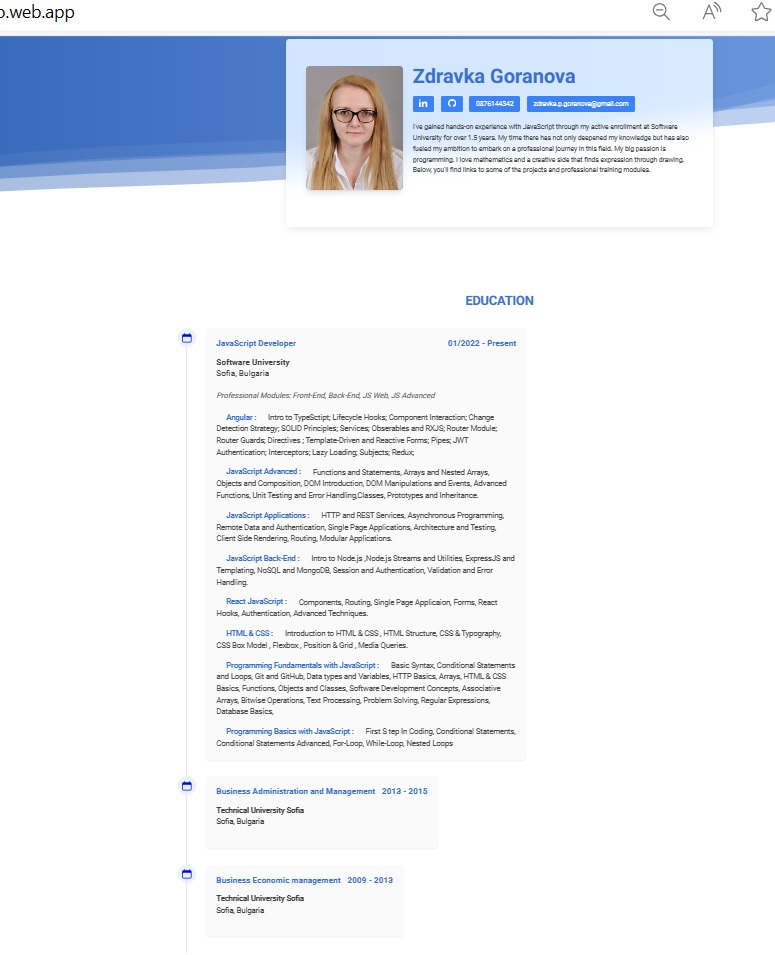 o.web.app
Zdravka Goranova
in
0876144342 zdravka.p.goranova@gmail.com
I've gained hands-on experience with JavaScript through my active enrollment at Software
University for over 1.5 years. My time there has not only deepened my knowledge but has also
fueled my ambition to embark on a professional journey in this field. My big passion is
programming. I love mathematics and a creative side that finds expression through drawing.
Below, you'll find links to some of the projects and professional training modules.
EDUCATION
JavaScript Developer 01/2022 - Present
Software University
Sofia, Bulgaria
Professional Modules: Front-End, Back-End, JS Web, JS Advanced
Angular : Intro to TypeSctipt; Lifecycle Hooks; Component Interaction; Change
Detection Strategy; SOLID Principles; Services; Obserables and RXJS; Router Module;
Router Guards; Directives ; Template-Driven and Reactive Forms; Pipes; JWT
Authentication; Interceptors; Lazy Loading; Subjects; Redux;
JavaScript Advanced : Functions and Statements, Arrays and Nested Arrays,
Objects and Composition, DOM Introduction, DOM Manipulations and Events, Advanced
Functions, Unit Testing and Error Handling,Classes, Prototypes and Inheritance.
JavaScript Applications : HTTP and REST Services, Asynchronous Programming,
Remote Data and Authentication, Single Page Applications, Architecture and Testing,
Client Side Rendering, Routing, Modular Applications.
JavaScript Back-End : Intro to Node.js ,Node.js Streams and Utilities, ExpressJS and
Templating, NoSQL and MongoDB, Session and Authentication, Validation and Error
Handling.
React JavaScript : Components, Routing, Single Page Applicaion, Forms, React
Hooks, Authentication, Advanced Techniques.
HTML & CSS : Introduction to HTML & CSS , HTML Structure, CSS & Typography,
CSS Box Model , Flexbox , Position & Grid , Media Queries.
Programming Fundamentals with JavaScript : Basic Syntax, Conditional Statements
and Loops, Git and GitHub, Data types and Variables, HTTP Basics, Arrays, HTML & CSS
Basics, Functions, Objects and Classes, Software Development Concepts, Associative
Arrays, Bitwise Operations, Text Processing, Problem Solving, Regular Expressions,
Database Basics,
Programming Basics with JavaScript : First S tep In Coding, Conditional Statements,
Conditional Statements Advanced, For-Loop, While-Loop, Nested Loops
Business Administration and Management 2013 - 2015
Technical University Sofia
Sofia, Bulgaria
Business Economic management 2009 - 2013
Technical University Sofia
Sofia, Bulgaria